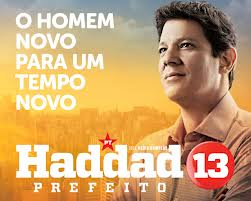 O HOMEM
NOVO
PARA UM
TEMPO
NOVO
PT
Haddad 13
PREFEITO